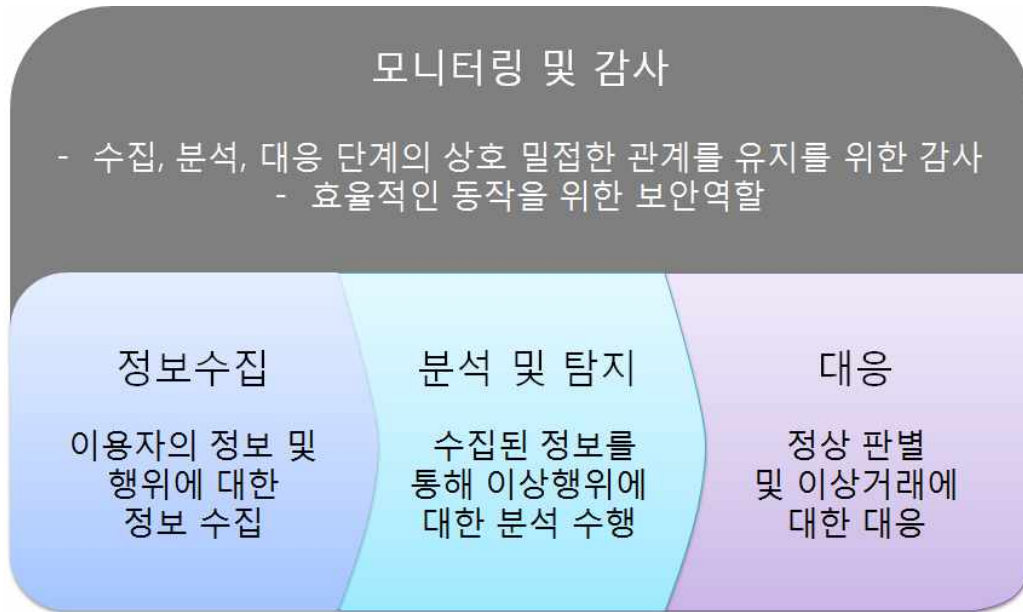 모니터링 및 감사
- 수집, 분석, 대응 단계의 상호 밀접한 관계를 유지를 위한 감사
- 효율적인 동작을 위한 보안역할
정보수집
이용자의 정보 및
행위에 대한
정보 수집
분석 및 탐지
수집된 정보를
통해 이상행위에
대한 분석 수행
대응
정상 판별
및 이상거래에
대한 대응